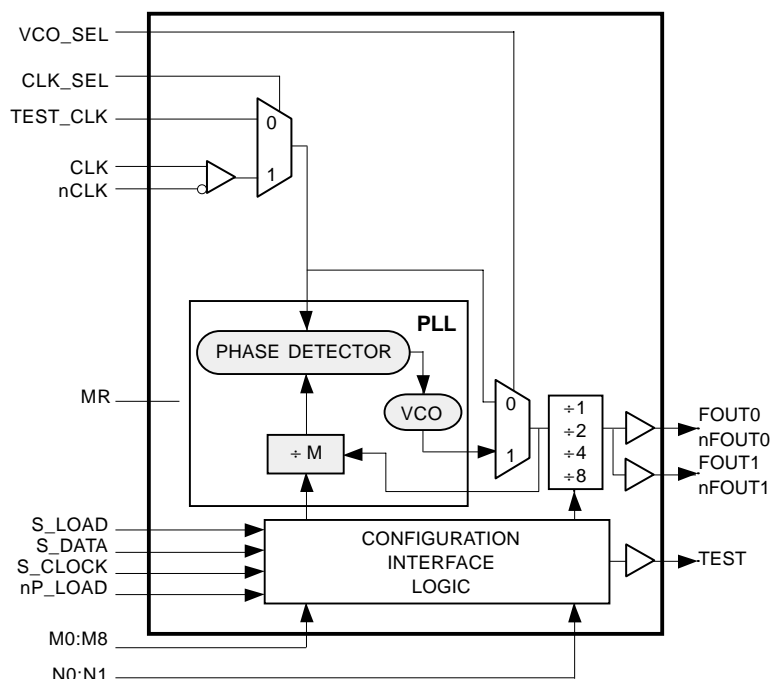 VCO_SEL
CLK_SEL
TEST_CLK
0
CLK
1
nCLK
PLL
PHASE DETECTOR
MR
VCO
0
÷1
FOUT0
nFOUT0
÷2
÷ M
1
÷4
FOUT1
÷8
nFOUT1
S_LOAD
S_DATA
S_CLOCK
nP_LOAD
CONFIGURATION
INTERFACE
LOGIC
TEST
M0:M8
N0:N1